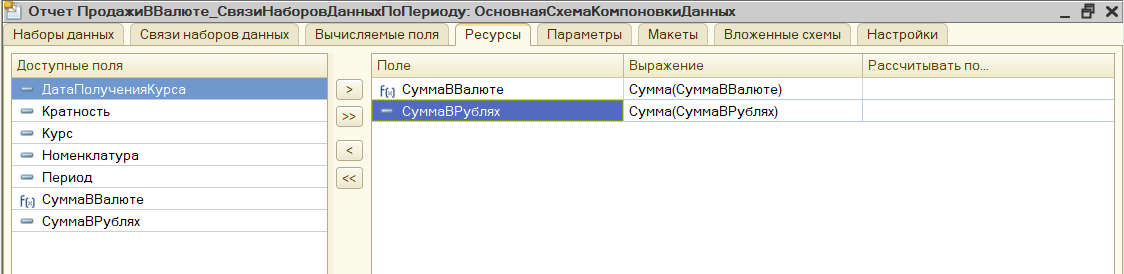 Отчет ПродажиВВалюте_СвязиНаборовДанныхПоПериоду: ОсновнаяСхемаКомпоновкиДанных
Наборы данных Связи наборов данных Вычисляемые поля Ресурсы Параметры Макеты Вложенные схемы Настройки
Доступные поля Поле Выражение Рассчитывать по...
ДатаПолученияКурса > f(x) СуммаВВалюте Сумма(СуммаВВалюте)
Кратность >> СуммаВРублях Сумма(СуммаВРублях)
Курс
Номенклатура <
Период <<
f(x) СуммаВВалюте
СуммаВРублях